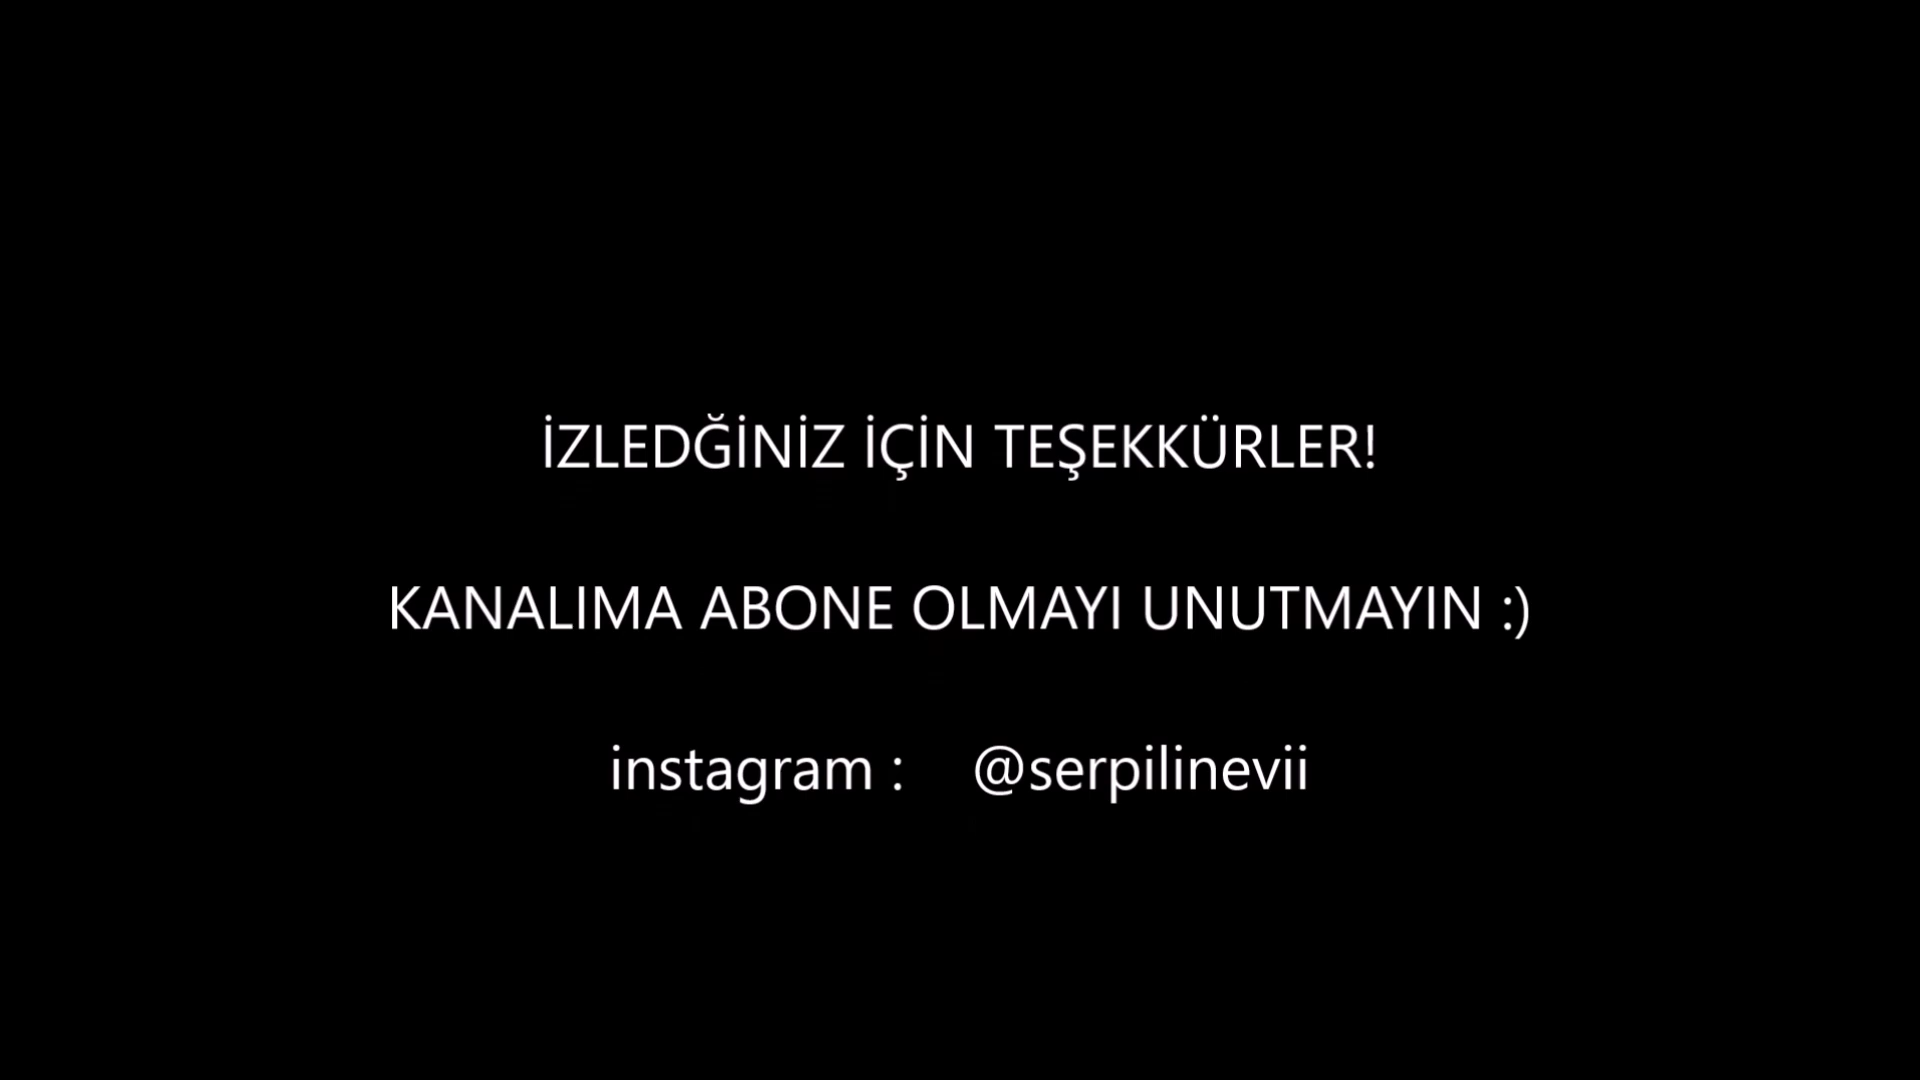 İZLEDĞİNİZ İÇİN TEŞEKKÜRLER!
KANALIMA ABONE OLMAYI UNUTMAYIN :)
instagram : @serpilinevii